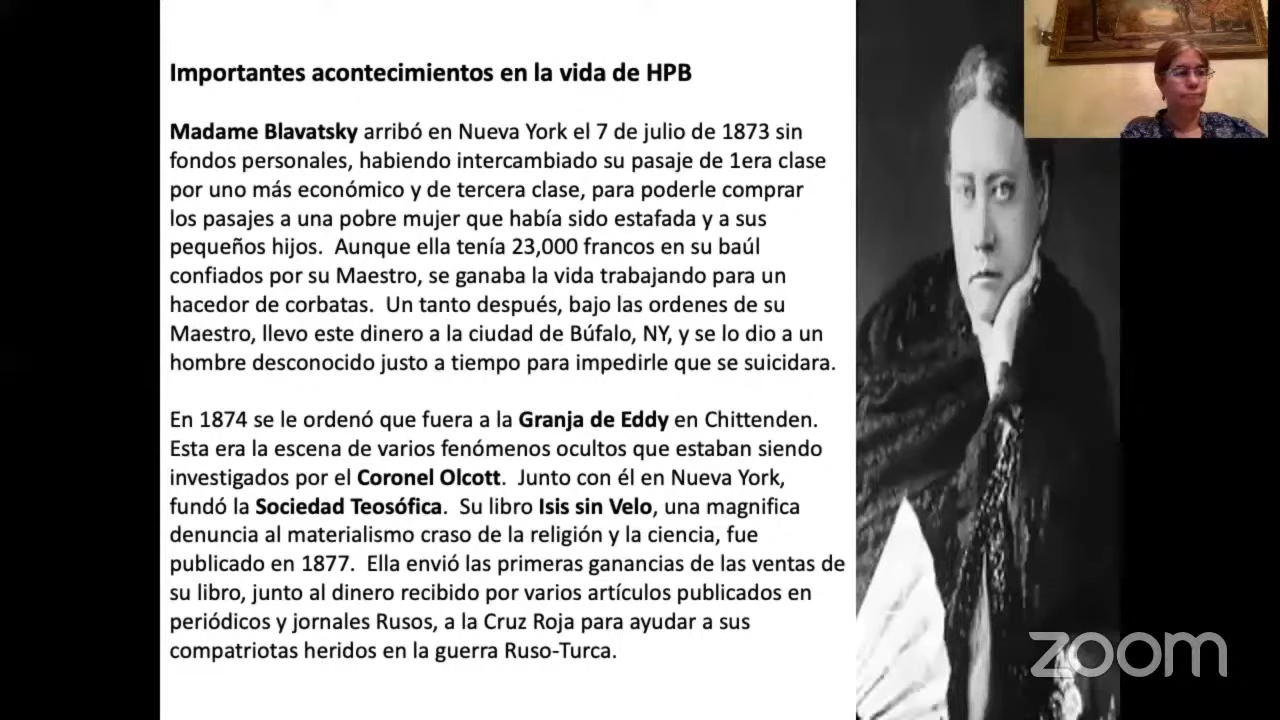 Importantes acontecimientos en la vida de HPB
Madame Blavatsky arribó en Nueva York el 7 de julio de 1873 sin
fondos personales, habiendo intercambiado su pasaje de 1era clase
por uno más económico y de tercera clase, para poderle comprar
los pasajes a una pobre mujer que había sido estafada y a sus
pequeños hijos. Aunque ella tenía 23,000 francos en su baúl
confiados por su Maestro, se ganaba la vida trabajando para un
hacedor de corbatas. Un tanto después, bajo las ordenes de su
Maestro, llevo este dinero a la ciudad de Búfalo, NY, y se lo dio a un
hombre desconocido justo a tiempo para impedirle que se suicidara.
En 1874 se le ordenó que fuera a la Granja de Eddy en Chittenden.
Esta era la escena de varios fenómenos ocultos que estaban siendo
investigados por el Coronel Olcott. Junto con él en Nueva York,
fundó la Sociedad Teosófica. Su libro Isis sin Velo, una magnifica
denuncia al materialismo craso de la religión y la ciencia, fue
publicado en 1877. Ella envió las primeras ganancias de las ventas de
su libro, junto al dinero recibido por varios artículos publicados en
periódicos y jornales Rusos, a la Cruz Roja para ayudar a sus
compatriotas heridos en la guerra Ruso-Turca.
zoom